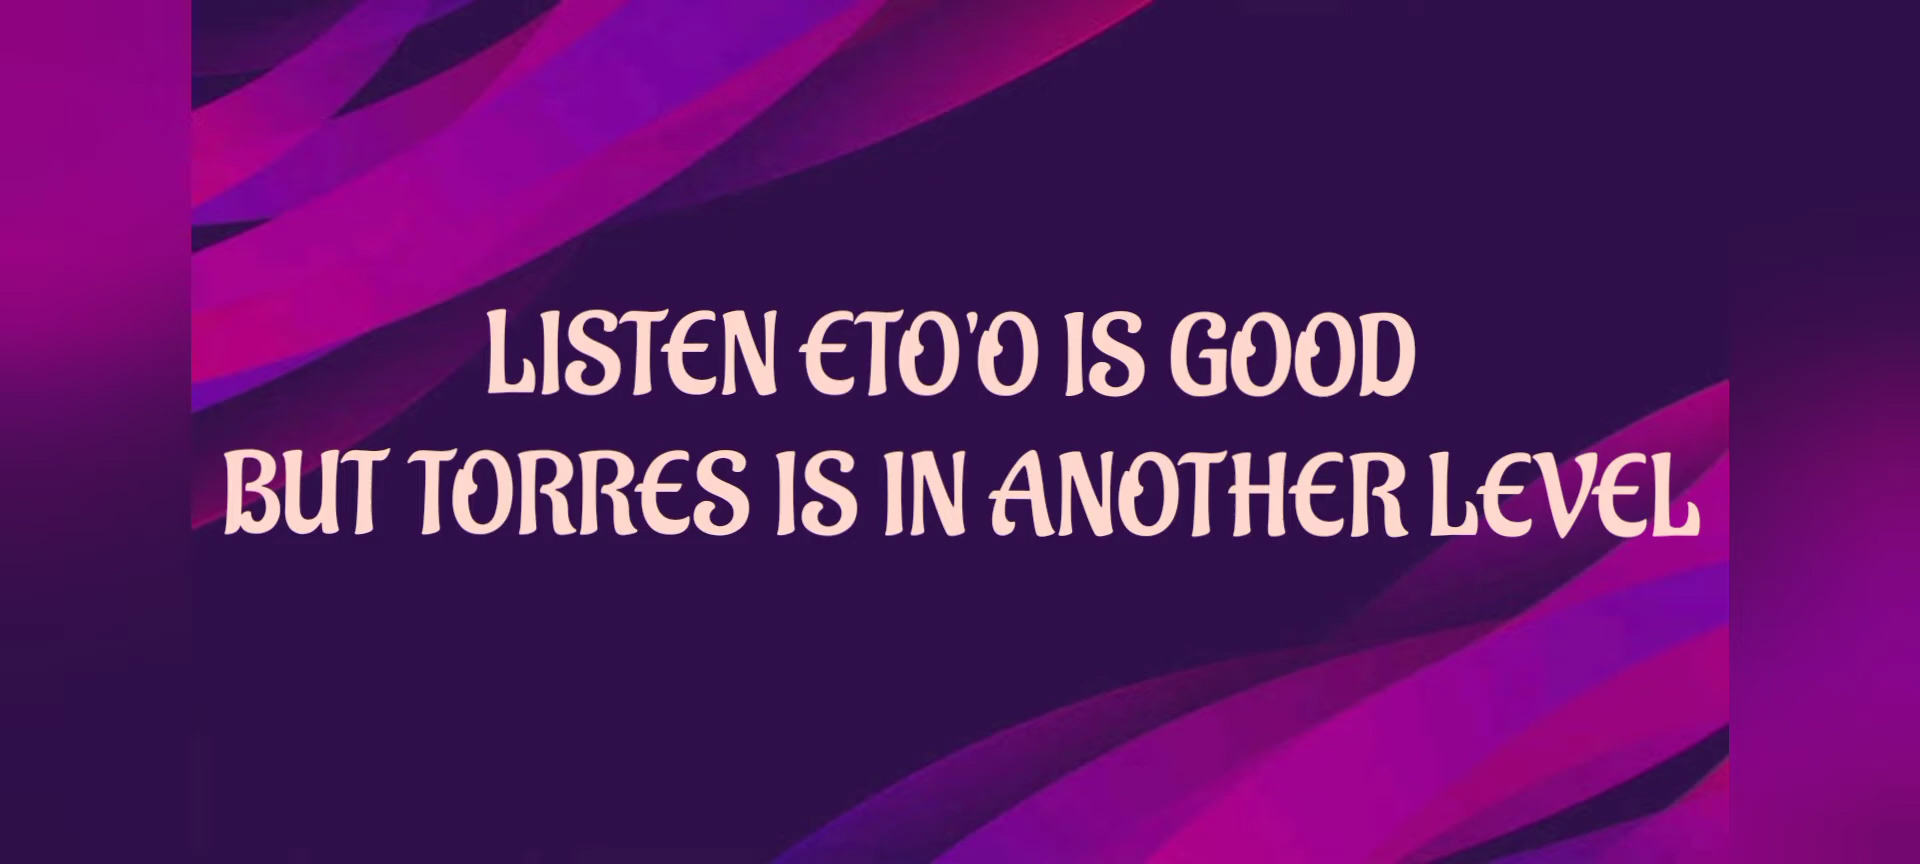 LISTEN ETO'O IS GOOD
BUT TORRES IS IN ANOTHER LEVEL